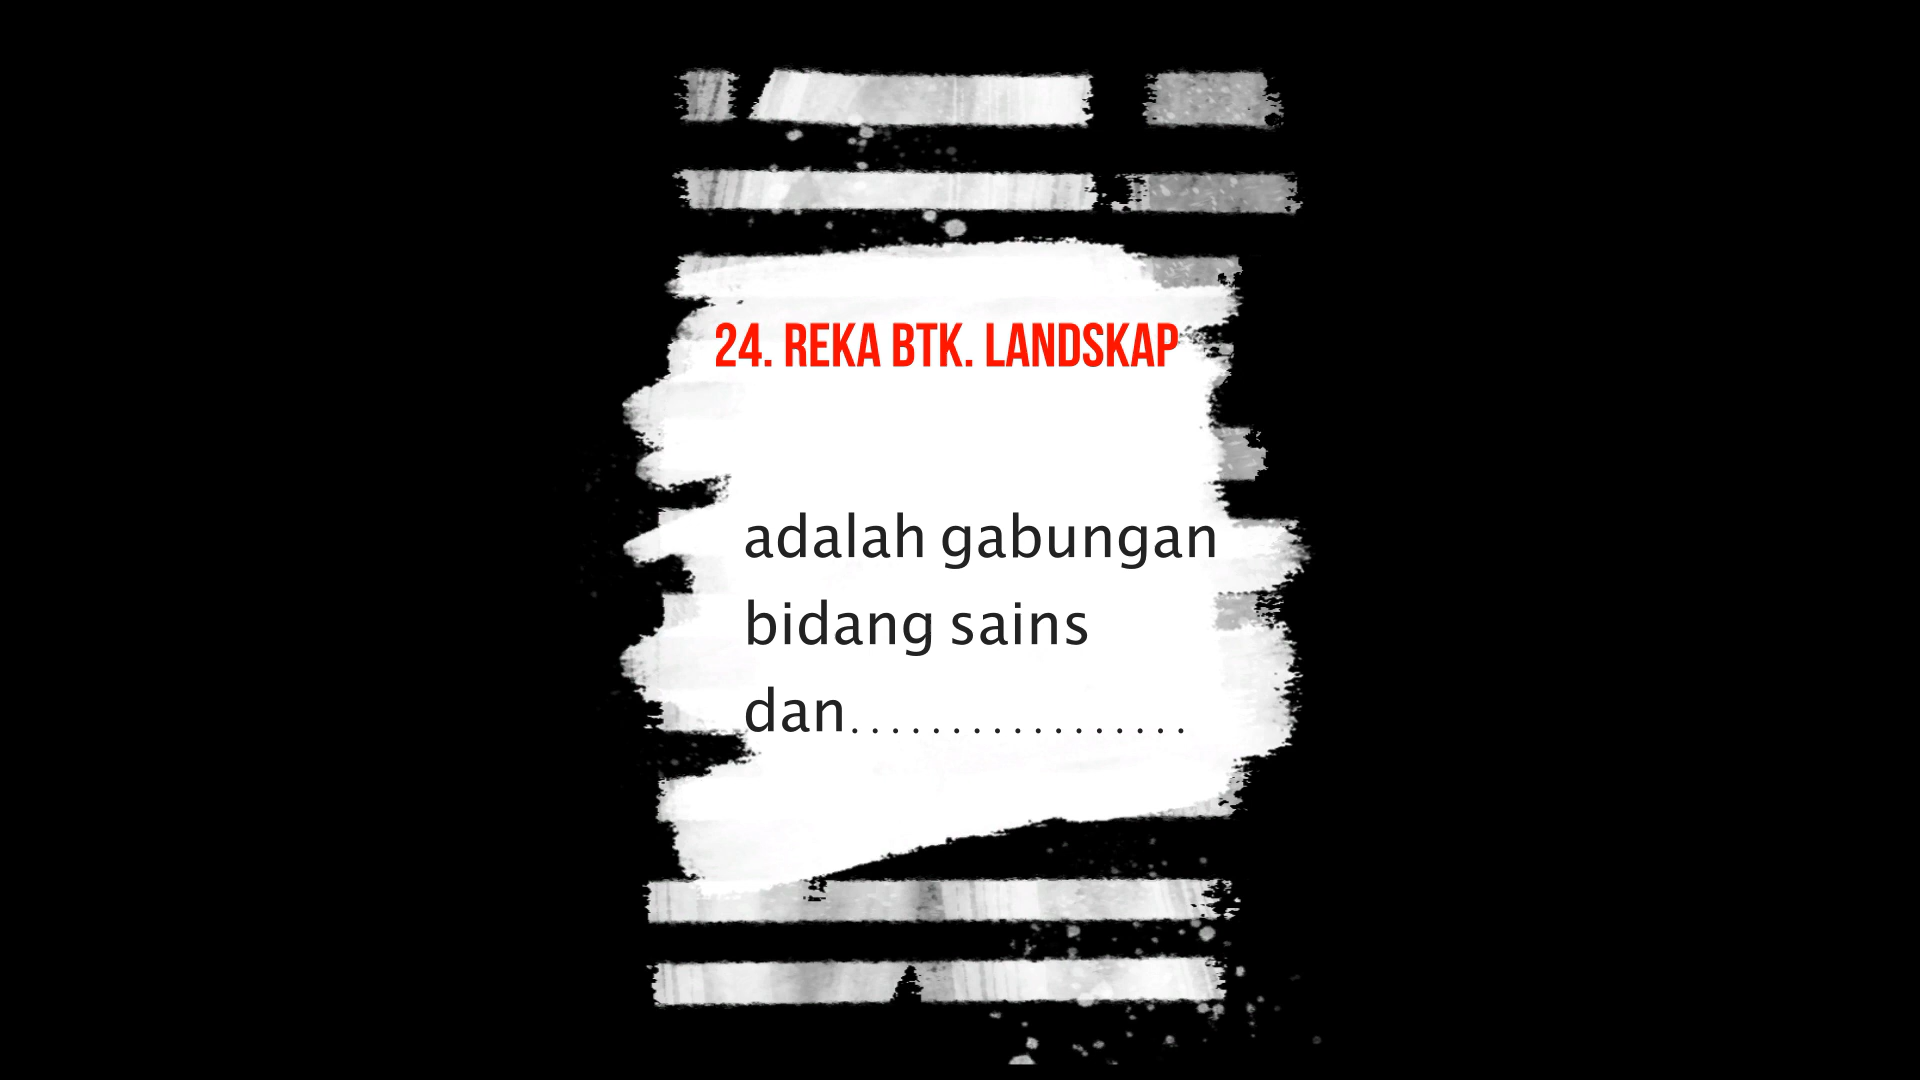 24. REKA BTK. LANDSKAP
adalah gabungan
bidang sains
dan.................